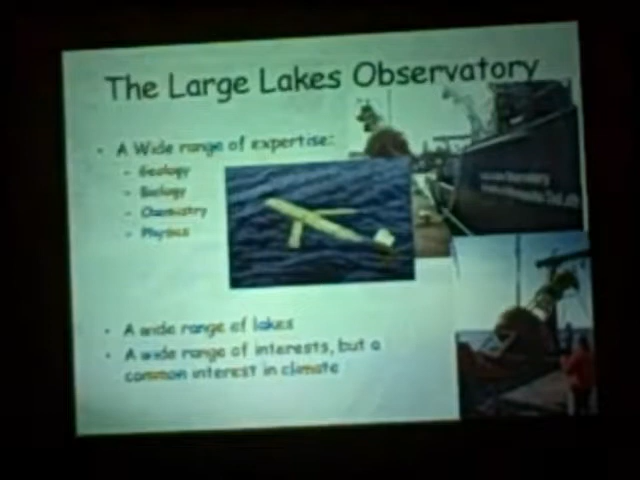 The Large Lakes Observatory
• A Wide range of expertise:
– Geology
– Biology
– Chemistry
– Physics
• A wide range of lakes
• A wide range of interests, but a
common interest in climate